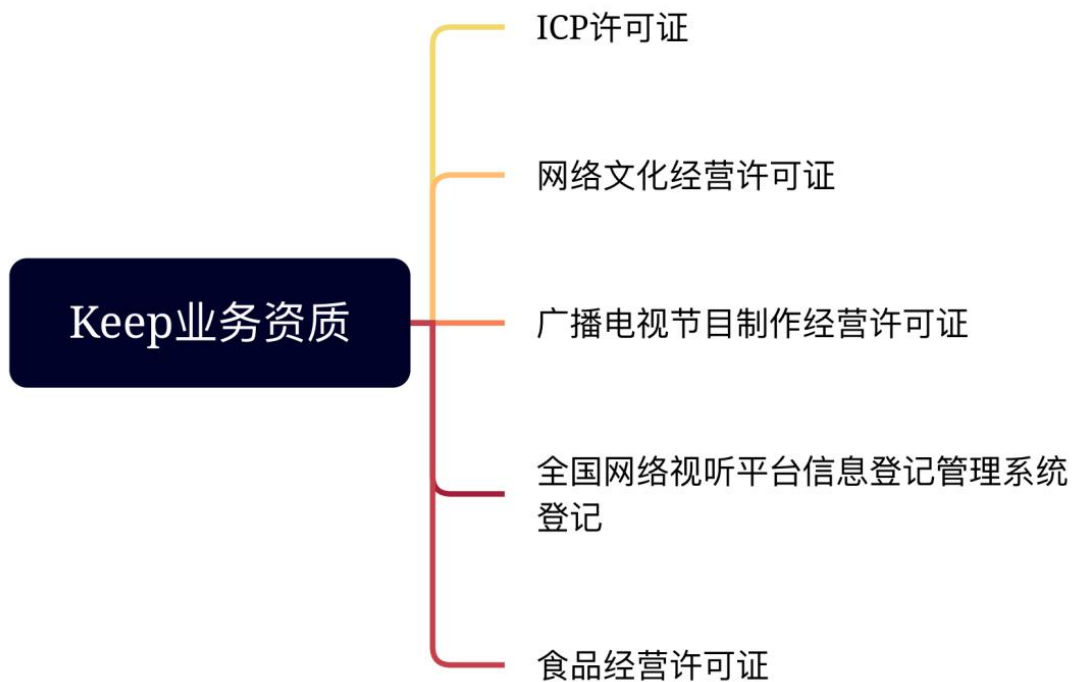 ICP许可证
网络文化经营许可证
Keep业务资质
广播电视节目制作经营许可证
全国网络视听平台信息登记管理系统
登记
食品经营许可证